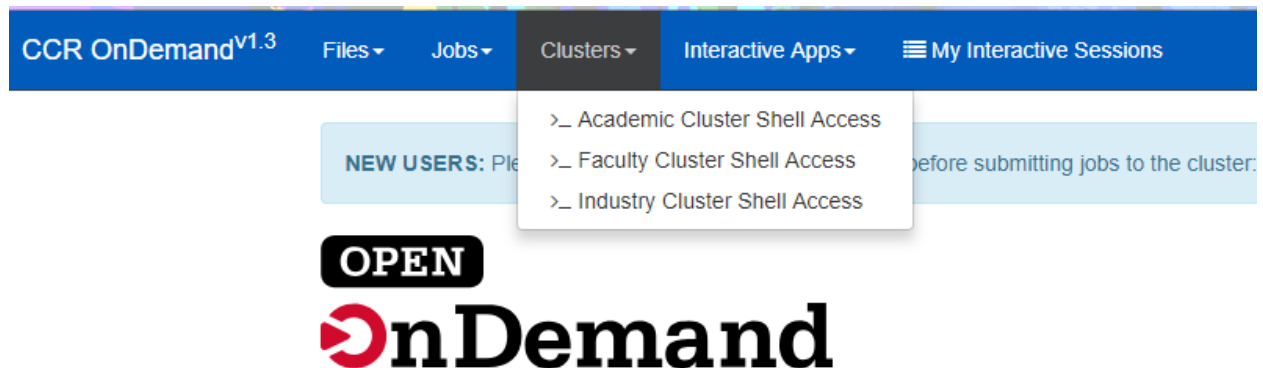 CCR OnDemand V1.3 Files Jobs Clusters Interactive Apps My Interactive Sessions
>_ Academic Cluster Shell Access
>_ Faculty Cluster Shell Access
>_ Industry Cluster Shell Access
NEW USERS: before submitting jobs to the cluster:
OPEN
OnDemand